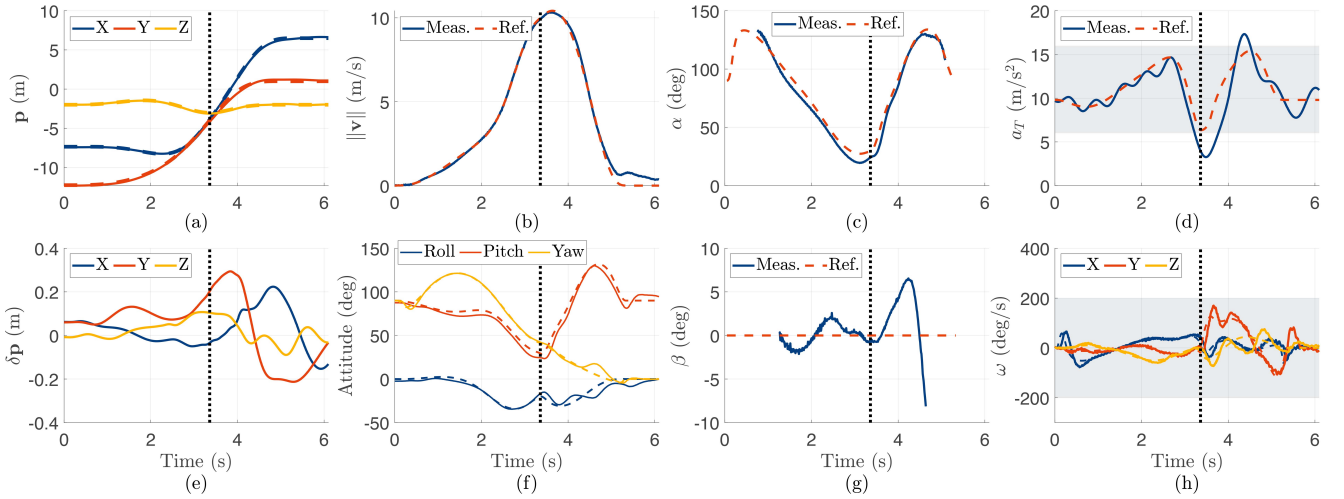 p (m)
10
5
0
-5
-10
X Y Z
0 2 4 6
(a)
||v|| (m/s)
10
5
0
Meas. Ref.
0 2 4 6
(b)
α (deg)
150
100
50
0
Meas. Ref.
0 2 4 6
(c)
a_T (m/s²)
20
15
10
5
0
Meas. Ref.
0 2 4 6
(d)
δp (m)
0.4
0.2
0
-0.2
-0.4
X Y Z
0 2 4 6
Time (s)
(e)
Attitude (deg)
150
100
50
0
-50
Roll Pitch Yaw
0 2 4 6
Time (s)
(f)
β (deg)
10
5
0
-5
-10
Meas. Ref.
0 2 4 6
Time (s)
(g)
ω (deg/s)
400
200
0
-200
X Y Z
0 2 4 6
Time (s)
(h)